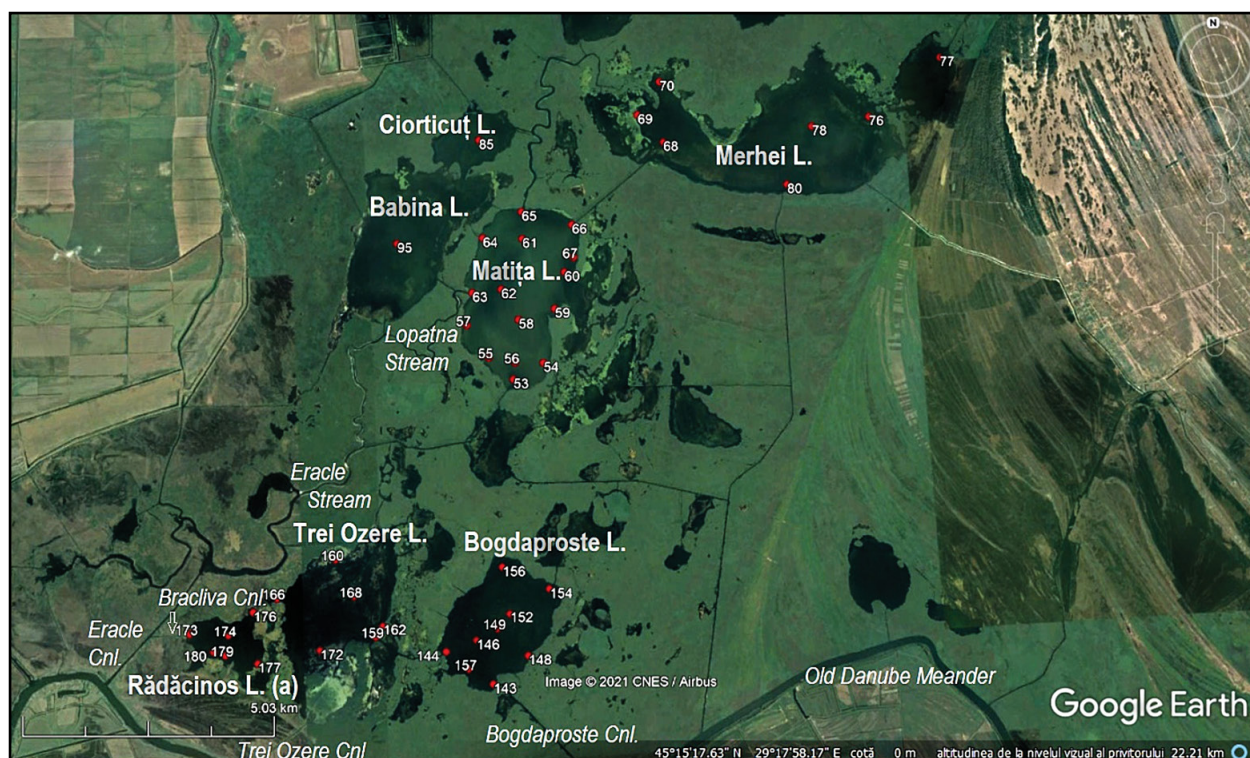 N
70
77
69
76
Ciorticuț L.
78
85
68
Merhei L.
80
Babina L.
65
66
64
61
95
67
Matița L.
60
62
63
59
57
58
Lopatna
Stream
55
56
54
53
Eracle
Stream
Trei Ozere L.
Bogdaproste L.
160
156
154
Bracliva Cnl.
166
168
176
152
Eracle
Cnl.
173
174
149
159
162
146
180
179
172
144
148
177
157
Rădăcinos L. (a)
143
Image © 2021 CNES / Airbus
Old Danube Meander
5.03 km
Google Earth
Trei Ozere Cnl
Bogdaproste Cnl.
45°15'17.63" N 29°17'58.17" E cotă 0 m altitudinea de la nivelul vizual al privitorului 22.21 km